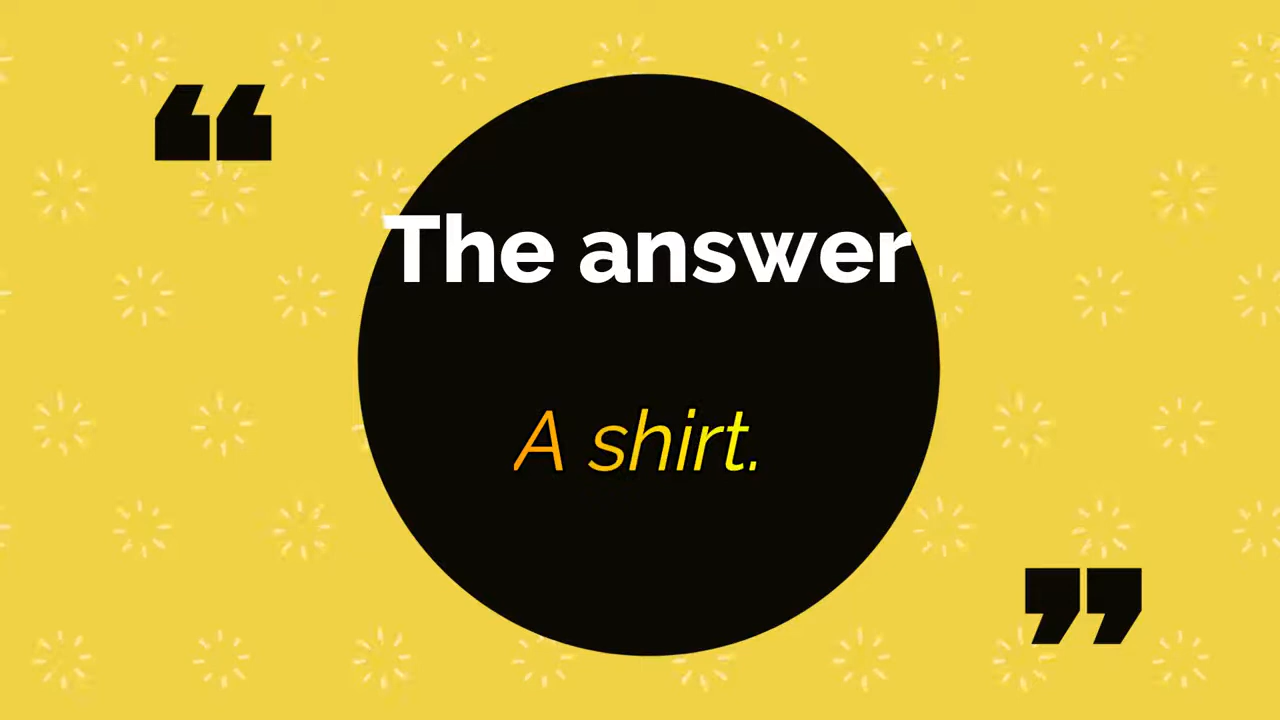 “
The answer
A shirt.
”